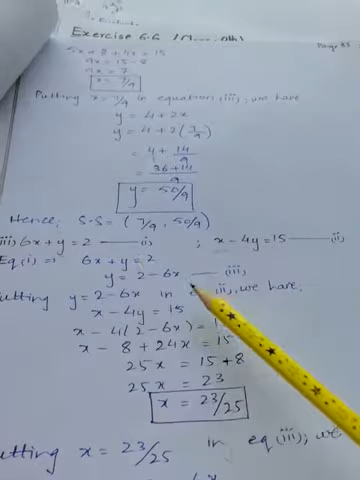 Exercise 6.6
Page 85
5x + 8 + 4x = 15
9x = 15 - 8
9x = 7
x = 7/9
Putting x = 7/9 in equation (iii), we have
y = 4 + 2x
y = 4 + 2(7/9)
= 4 + 14/9
= 36+14/9
y = 50/9
Hence, S.S = (7/9, 50/9)
(iii) 6x + y = 2 —— (i) ; x - 4y = 15 —— (ii)
Eq (i) => 6x + y = 2
y = 2 - 6x —— (iii)
Putting y = 2 - 6x in (ii), we have,
x - 4y = 15
x - 4(2 - 6x) = 1
x - 8 + 24x = 15
25x = 15 + 8
25x = 23
x = 23/25
Putting x = 23/25 in eq (iii), we